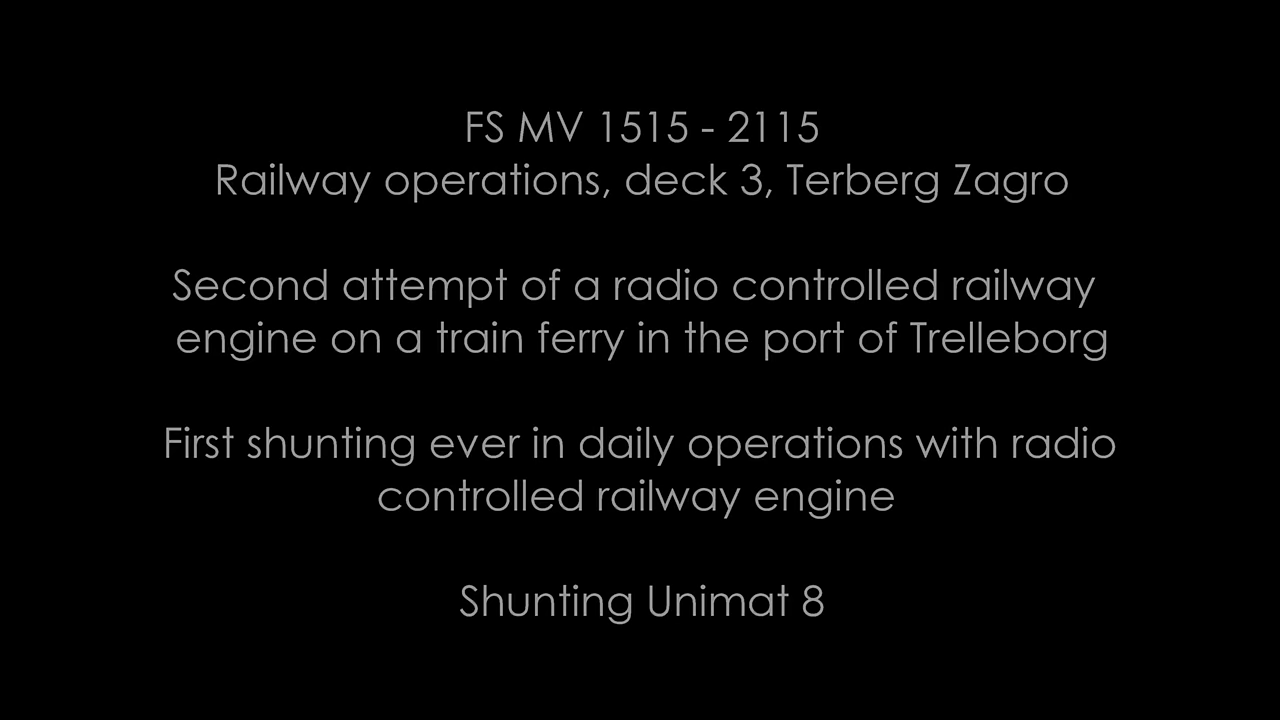 FS MV 1515 - 2115
Railway operations, deck 3, Terberg Zagro
Second attempt of a radio controlled railway
engine on a train ferry in the port of Trelleborg
First shunting ever in daily operations with radio
controlled railway engine
Shunting Unimat 8